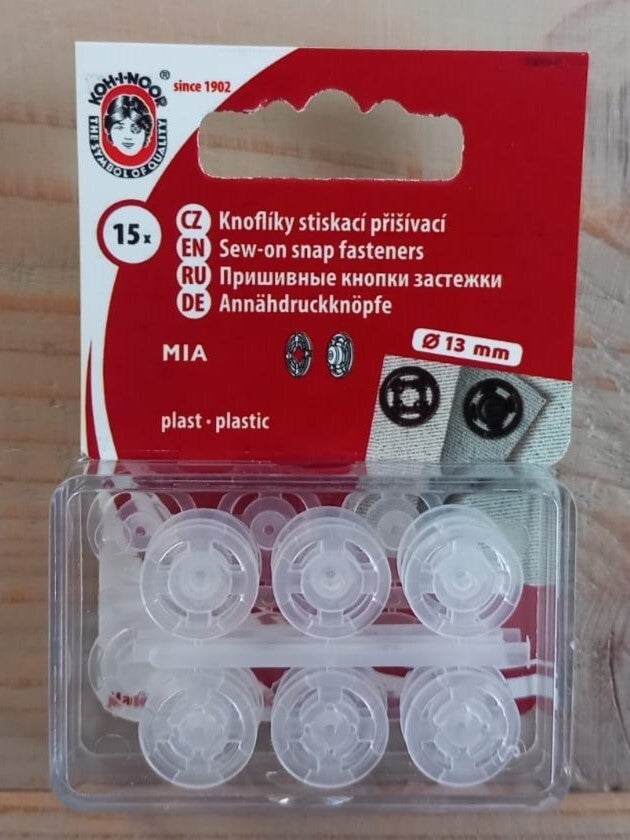 KOH-I-NOOR®
THE SYMBOL OF QUALITY
since 1902
15 x
CZ Knoflíky stiskací přišívací
EN Sew-on snap fasteners
RU Пришивные кнопки застежки
DE Annähdruckknöpfe
MIA
Ø 13 mm
plast · plastic